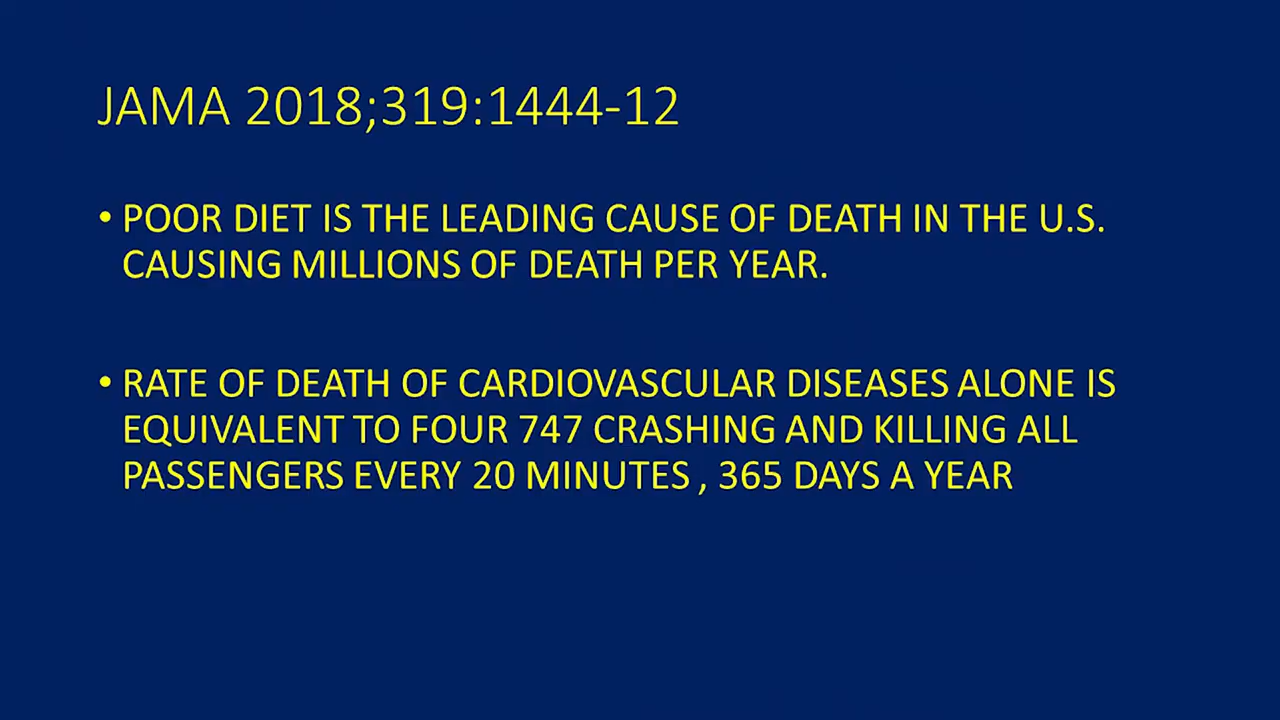 JAMA 2018;319:1444-12
• POOR DIET IS THE LEADING CAUSE OF DEATH IN THE U.S.
CAUSING MILLIONS OF DEATH PER YEAR.
• RATE OF DEATH OF CARDIOVASCULAR DISEASES ALONE IS
EQUIVALENT TO FOUR 747 CRASHING AND KILLING ALL
PASSENGERS EVERY 20 MINUTES , 365 DAYS A YEAR